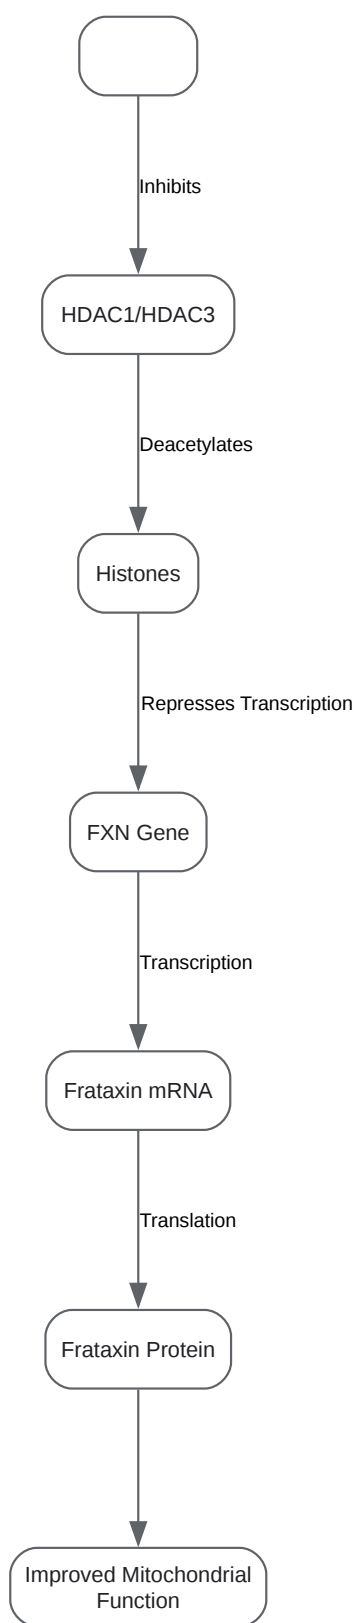 Inhibits
HDAC1/HDAC3
Deacetylates
Histones
Represses Transcription
FXN Gene
Transcription
Frataxin mRNA
Translation
Frataxin Protein
Improved Mitochondrial
Function